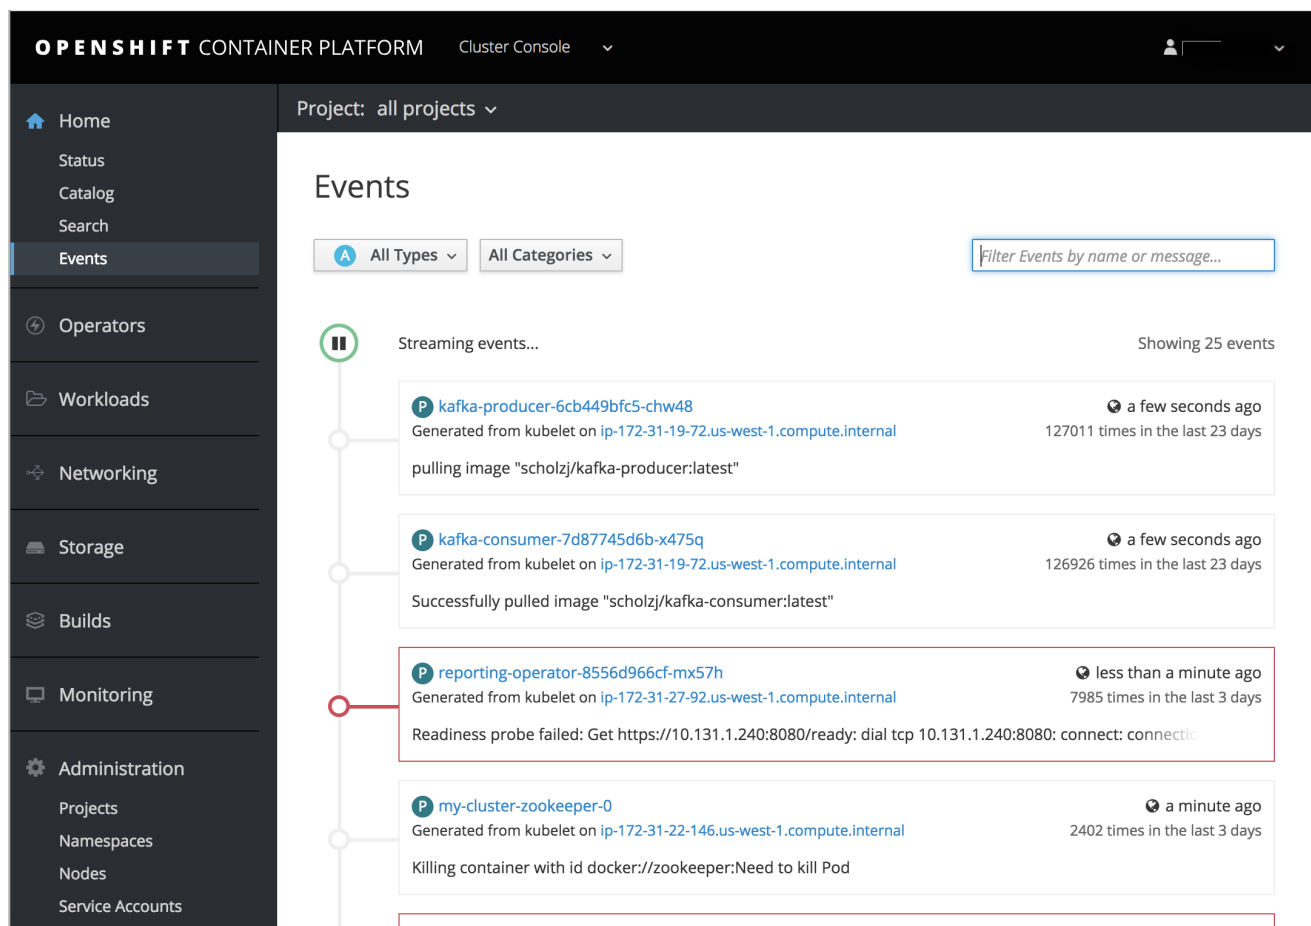 OPENSHIFT CONTAINER PLATFORM Cluster Console
Project: all projects
Home
Status
Catalog
Search
Events
Operators
Workloads
Networking
Storage
Builds
Monitoring
Administration
Projects
Namespaces
Nodes
Service Accounts
Events
A All Types All Categories Filter Events by name or message...
Streaming events... Showing 25 events
P kafka-producer-6cb449bfc5-chw48 a few seconds ago
Generated from kubelet on ip-172-31-19-72.us-west-1.compute.internal 127011 times in the last 23 days
pulling image "scholzj/kafka-producer:latest"
P kafka-consumer-7d87745d6b-x475q a few seconds ago
Generated from kubelet on ip-172-31-19-72.us-west-1.compute.internal 126926 times in the last 23 days
Successfully pulled image "scholzj/kafka-consumer:latest"
P reporting-operator-8556d966cf-mx57h less than a minute ago
Generated from kubelet on ip-172-31-27-92.us-west-1.compute.internal 7985 times in the last 3 days
Readiness probe failed: Get https://10.131.1.240:8080/ready: dial tcp 10.131.1.240:8080: connect: connectic
P my-cluster-zookeeper-0 a minute ago
Generated from kubelet on ip-172-31-22-146.us-west-1.compute.internal 2402 times in the last 3 days
Killing container with id docker://zookeeper:Need to kill Pod